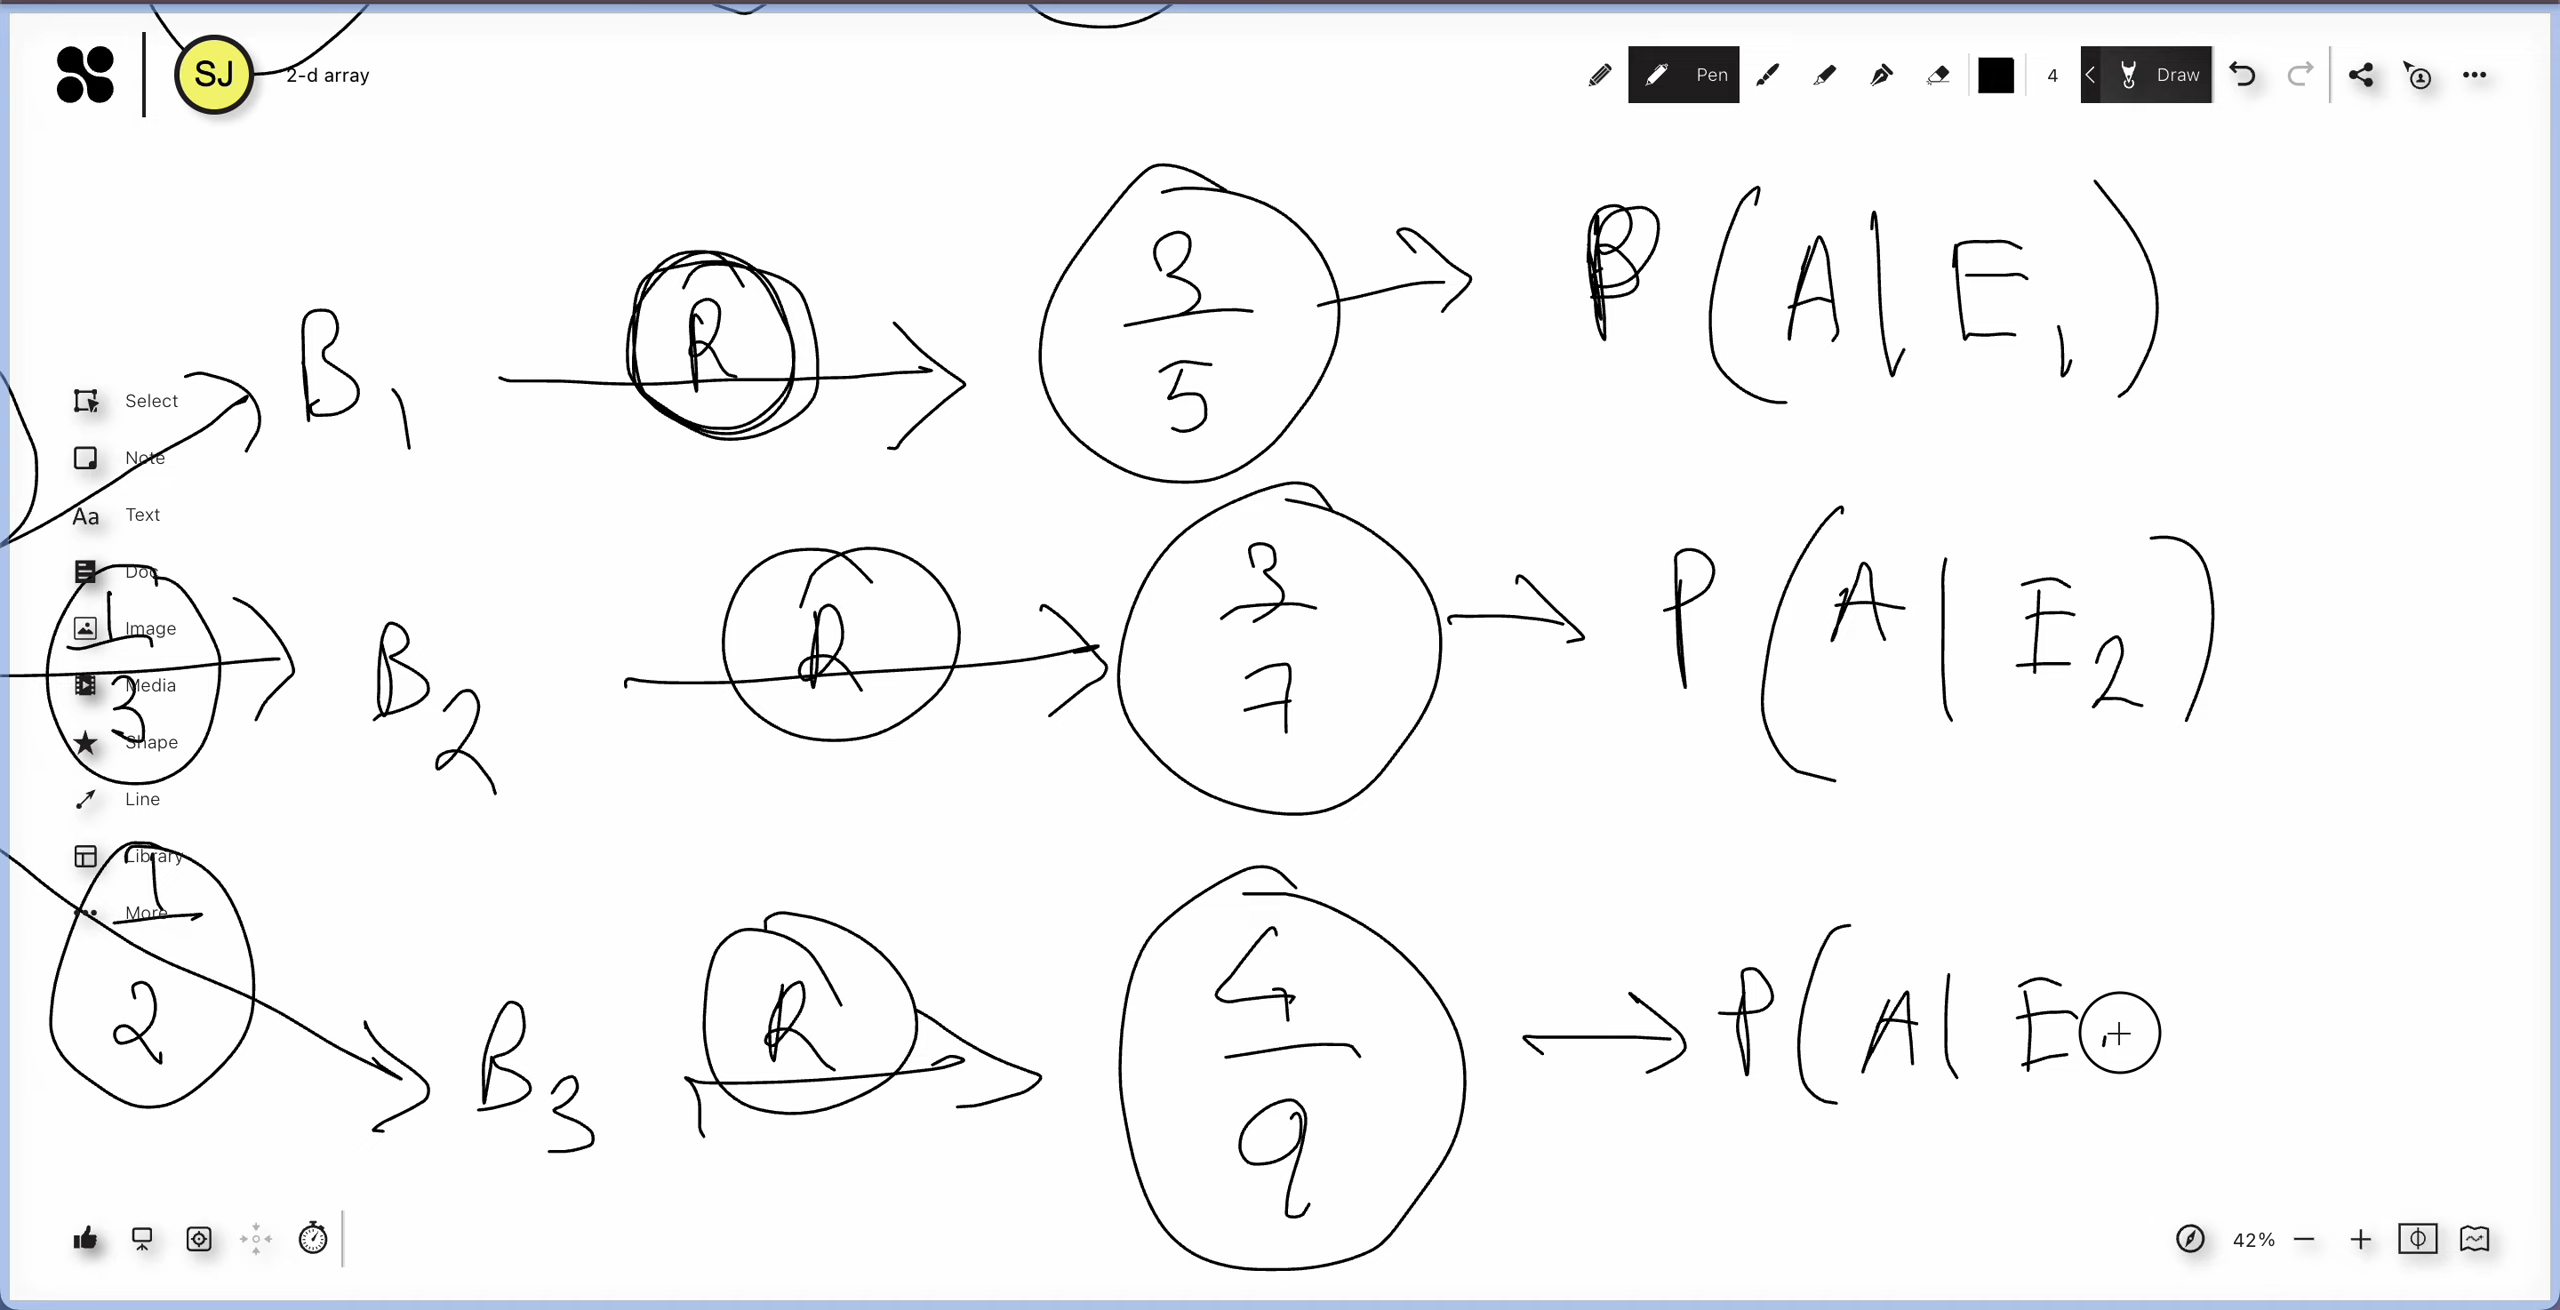 SJ 2-d array Pen 4 Draw
B1 R 3/5 P(A|E1)
Select
Note
Text
Doc
Image
Media
Shape
Line
Library
More
1/3 B2 R 3/7 P(A|E2)
1/2 B3 R 4/9 P(A|E
42%